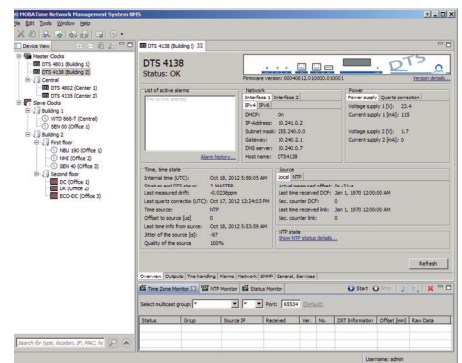 MOBATime Network Management System NMS
File Edit Tools Window Help
Device View
Master Clocks
DTS 4801 (Building 1)
DTS 4138 (Building 2)
Central
DTS 4802 (Center 1)
DTS 4135 (Center 2)
Slave Clocks
Building 1
WTD 868-T (Central)
SEN 00 (Office 1)
Building 2
First floor
NBU 190 (Office 1)
NMI (Office 2)
SEN 40 (Office 2)
Second floor
DC (Office 1)
ECO-DC (Office 3)
Search for type, location, IP, MAC,
DTS 4138 (Building 2)
DTS 4138
Status: OK
DTS
Firmware version: 00040612.010000.010001
Version details...
List of active alarms
Alarm history...
Network
Interface 1 Interface 2
IPv4 IPv6
DHCP: On
IP-Address: 10.241.0.2
Subnet mask: 255.240.0.0
Gateway: 10.240.2.1
DNS server: 10.240.0.7
Host name: DTS4138
Power
Power supply Quartz correction
Voltage supply 1 [V]: 23.4
Current supply 1 [mA]: 115
Voltage supply 2 [V]: 1.7
Current supply 2 [mA]: 0
Time, time state
Internal time (UTC): Oct 18, 2012 5:58:05 AM
Last measured drift: -0.0236ppm
Last quartz correction (UTC): Oct 17, 2012 12:24:03 PM
Time source: NTP
Offset to source [us] 0
Last time info from source: Oct 18, 2012 5:53:59 AM
Jitter of the source [us]: -97
Quality of the source 100%
Source
Local NTP
Last time received DCF: Jan 1, 1970 12:00:00 AM
Sec. counter DCF: 0
Last time received link: Jan 1, 1970 12:00:00 AM
Sec. counter link: 0
NTP state
Show NTP status details...
Refresh
Overview Outputs Time handling Alarms Network SNMP General, Services
Time Zone Monitor NTP Monitor Status Monitor
Start Stop
Select multicast group: * * Port: 65534 (Default)
Status Group Source IP Received Ver. No. DST Information Offset [min] Raw Data
Username: admin